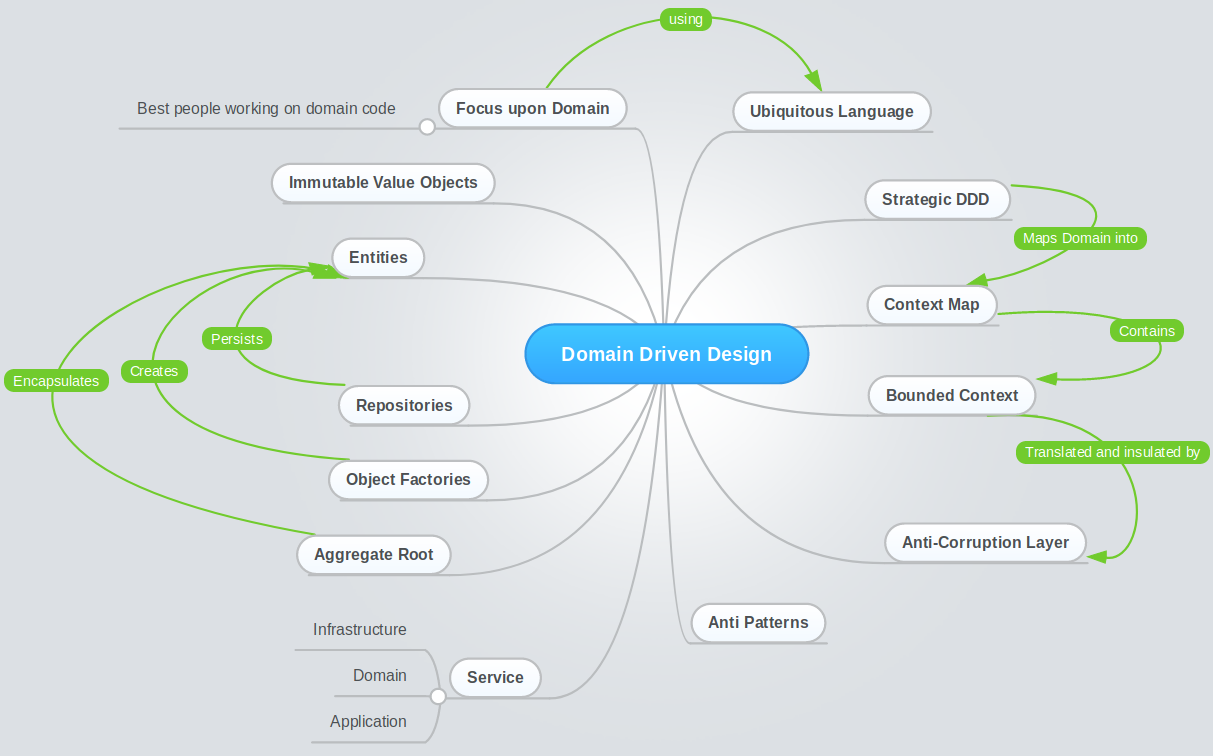 using
Best people working on domain code
Focus upon Domain
Ubiquitous Language
Immutable Value Objects
Strategic DDD
Maps Domain into
Entities
Context Map
Persists
Contains
Domain Driven Design
Creates
Encapsulates
Bounded Context
Repositories
Translated and insulated by
Object Factories
Anti-Corruption Layer
Aggregate Root
Anti Patterns
Infrastructure
Service
Domain
Application